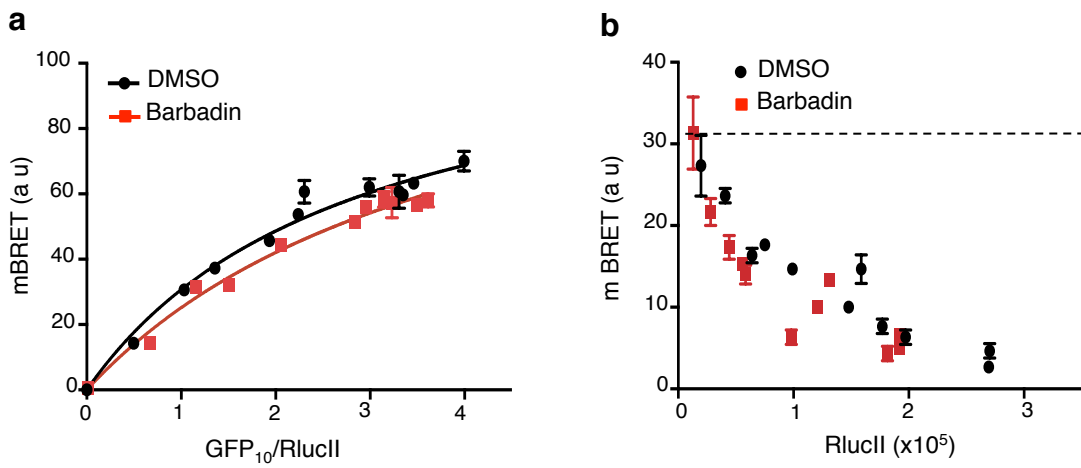 a
100
80
60
40
20
0
mBRET (a u)
DMSO
Barbadin
0 1 2 3 4
GFP10/RlucII
b
40
30
20
10
0
m BRET (a u)
DMSO
Barbadin
0 1 2 3
RlucII (x10⁵)